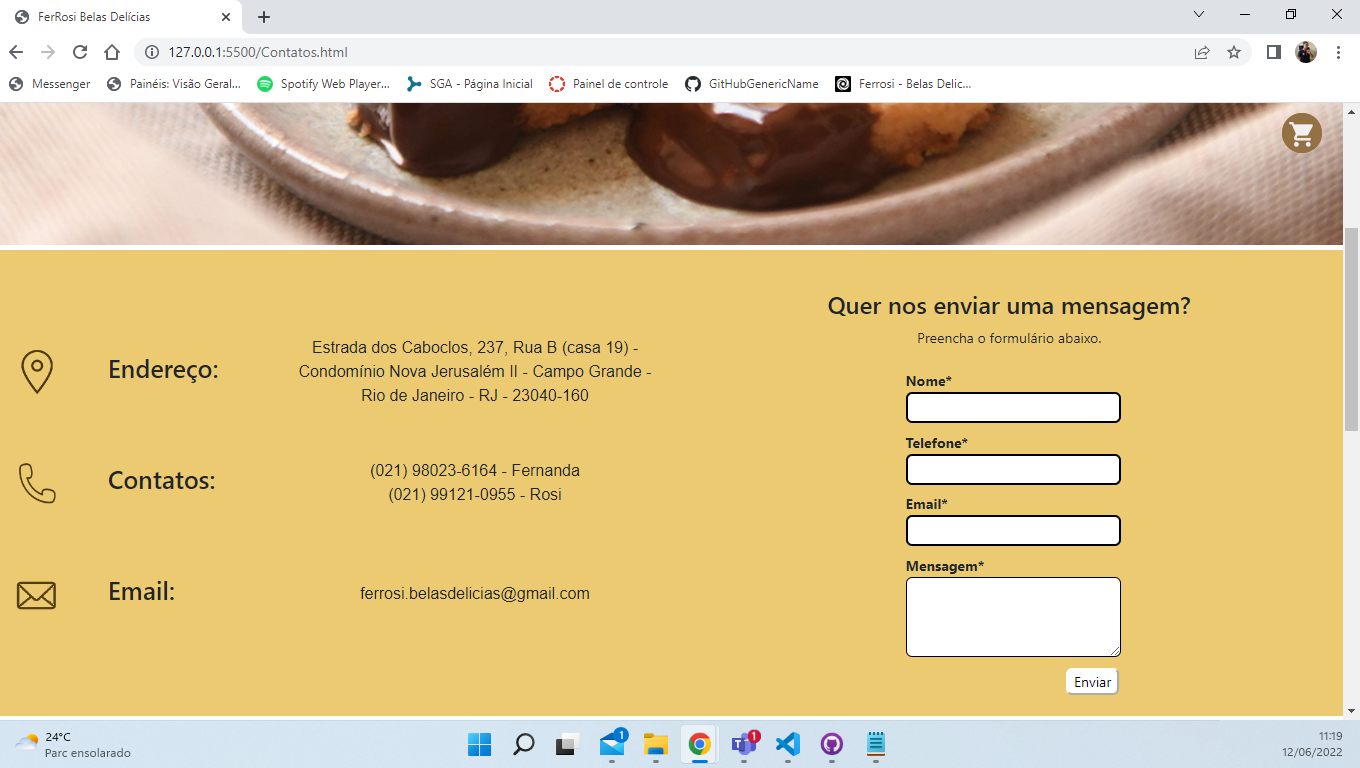 FerRosi Belas Delícias
127.0.0.1:5500/Contatos.html
Messenger
Painéis: Visão Geral...
Spotify Web Player...
SGA - Página Inicial
Painel de controle
GitHubGenericName
Ferrosi - Belas Delic...
Endereço:
Estrada dos Caboclos, 237, Rua B (casa 19) -
Condomínio Nova Jerusalém II - Campo Grande -
Rio de Janeiro - RJ - 23040-160
Contatos:
(021) 98023-6164 - Fernanda
(021) 99121-0955 - Rosi
Email:
ferrosi.belasdelicias@gmail.com
Quer nos enviar uma mensagem?
Preencha o formulário abaixo.
Nome*
Telefone*
Email*
Mensagem*
Enviar
24°C
Parc ensolarado
1
1
11:19
12/06/2022